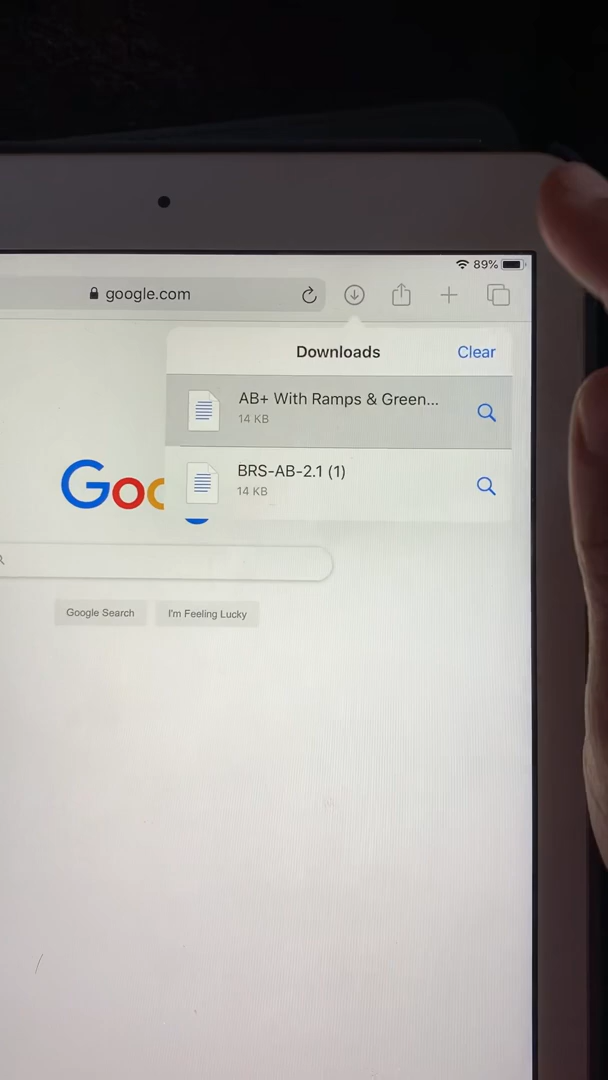 89%
google.com
Downloads
Clear
AB+ With Ramps & Green...
14 KB
BRS-AB-2.1 (1)
14 KB
Goo
Google Search
I'm Feeling Lucky